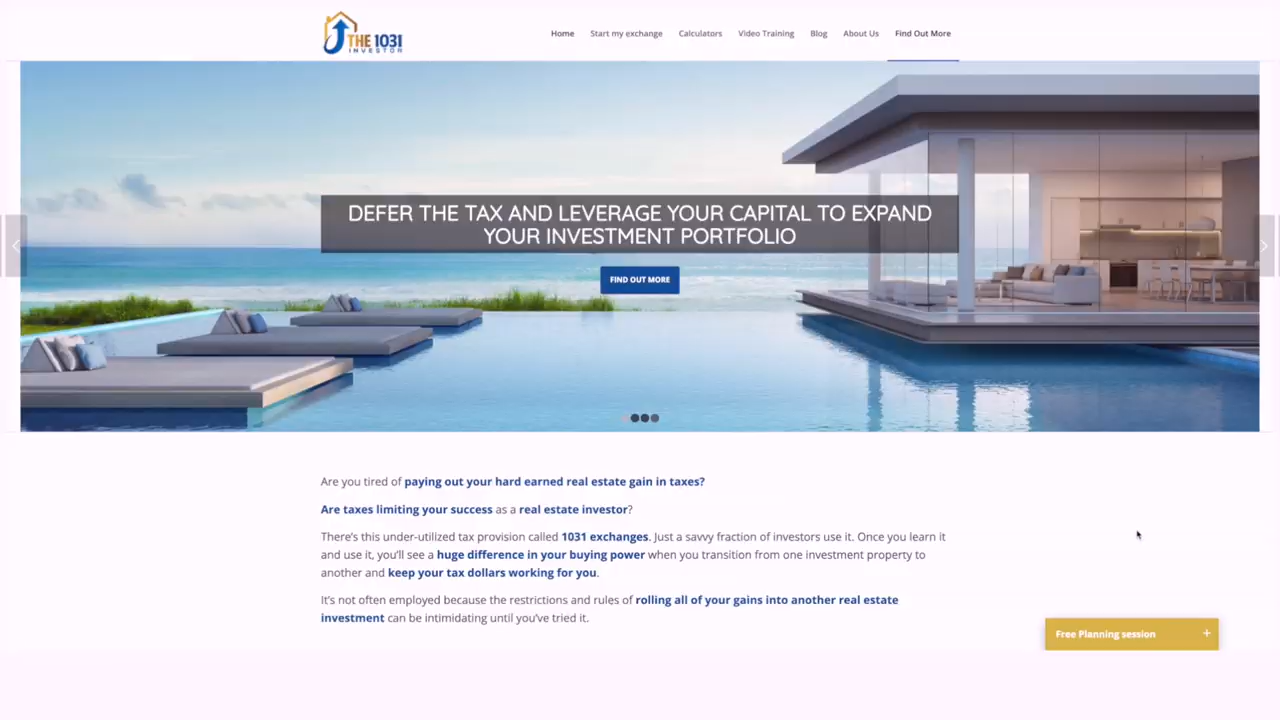 THE 1031
INVESTOR
Home Start my exchange Calculators Video Training Blog About Us Find Out More
DEFER THE TAX AND LEVERAGE YOUR CAPITAL TO EXPAND
YOUR INVESTMENT PORTFOLIO
FIND OUT MORE
Are you tired of paying out your hard earned real estate gain in taxes?
Are taxes limiting your success as a real estate investor?
There's this under-utilized tax provision called 1031 exchanges. Just a savvy fraction of investors use it. Once you learn it
and use it, you'll see a huge difference in your buying power when you transition from one investment property to
another and keep your tax dollars working for you.
It's not often employed because the restrictions and rules of rolling all of your gains into another real estate
investment can be intimidating until you've tried it.
Free Planning session +